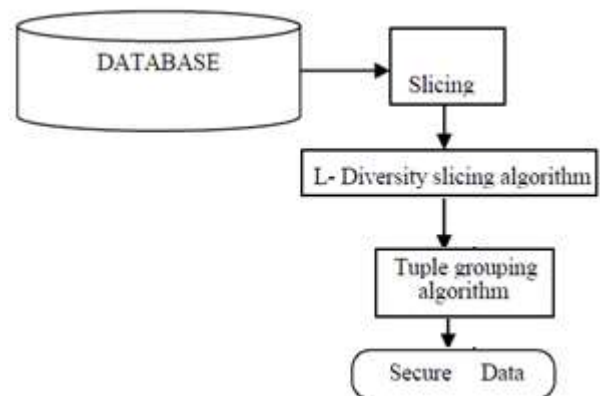 DATABASE
Slicing
L- Diversity slicing algorithm
Tuple grouping
algorithm
Secure Data